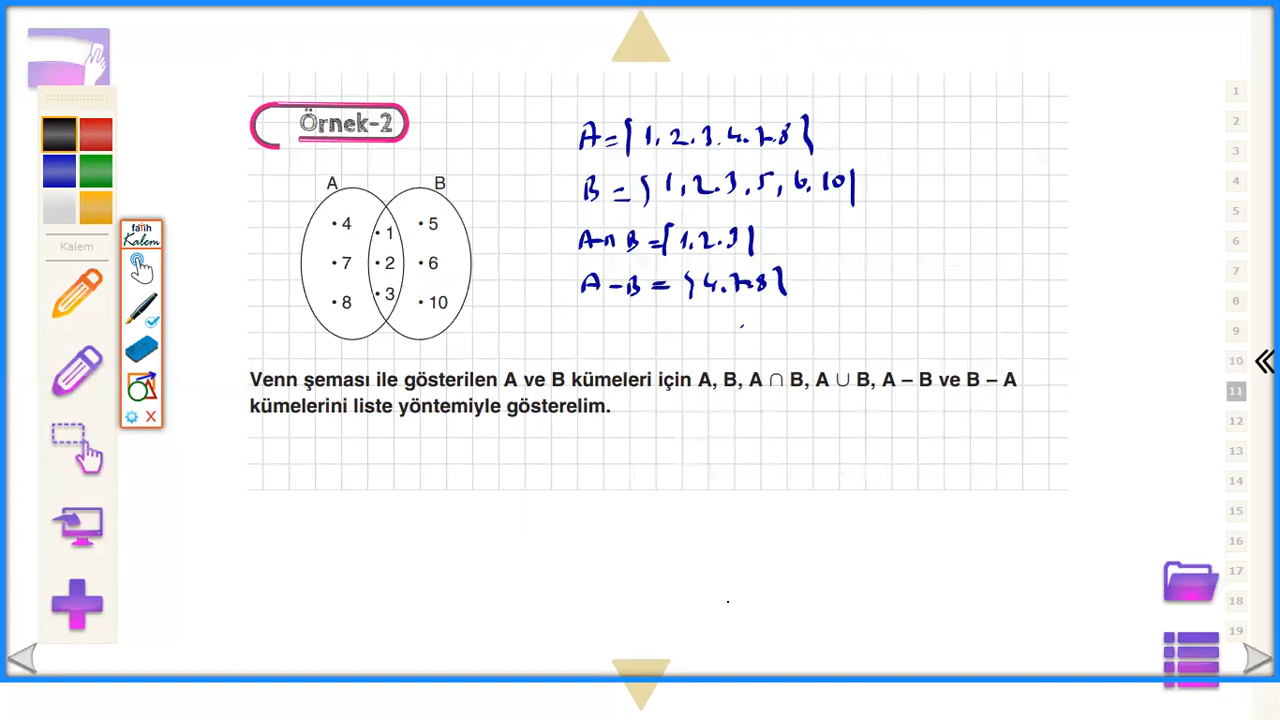 Örnek-2
A B
4 1 5
7 2 6
8 3 10
A = { 1, 2, 3, 4, 7, 8 }
B = { 1, 2, 3, 5, 6, 10 }
A ∩ B = { 1, 2, 3 }
A - B = { 4, 7, 8 }
Venn şeması ile gösterilen A ve B kümeleri için A, B, A ∩ B, A ∪ B, A – B ve B – A
kümelerini liste yöntemiyle gösterelim.
fatih
Kalem
Kalem
1
2
3
4
5
6
7
8
9
10
11
12
13
14
15
16
17
18
19